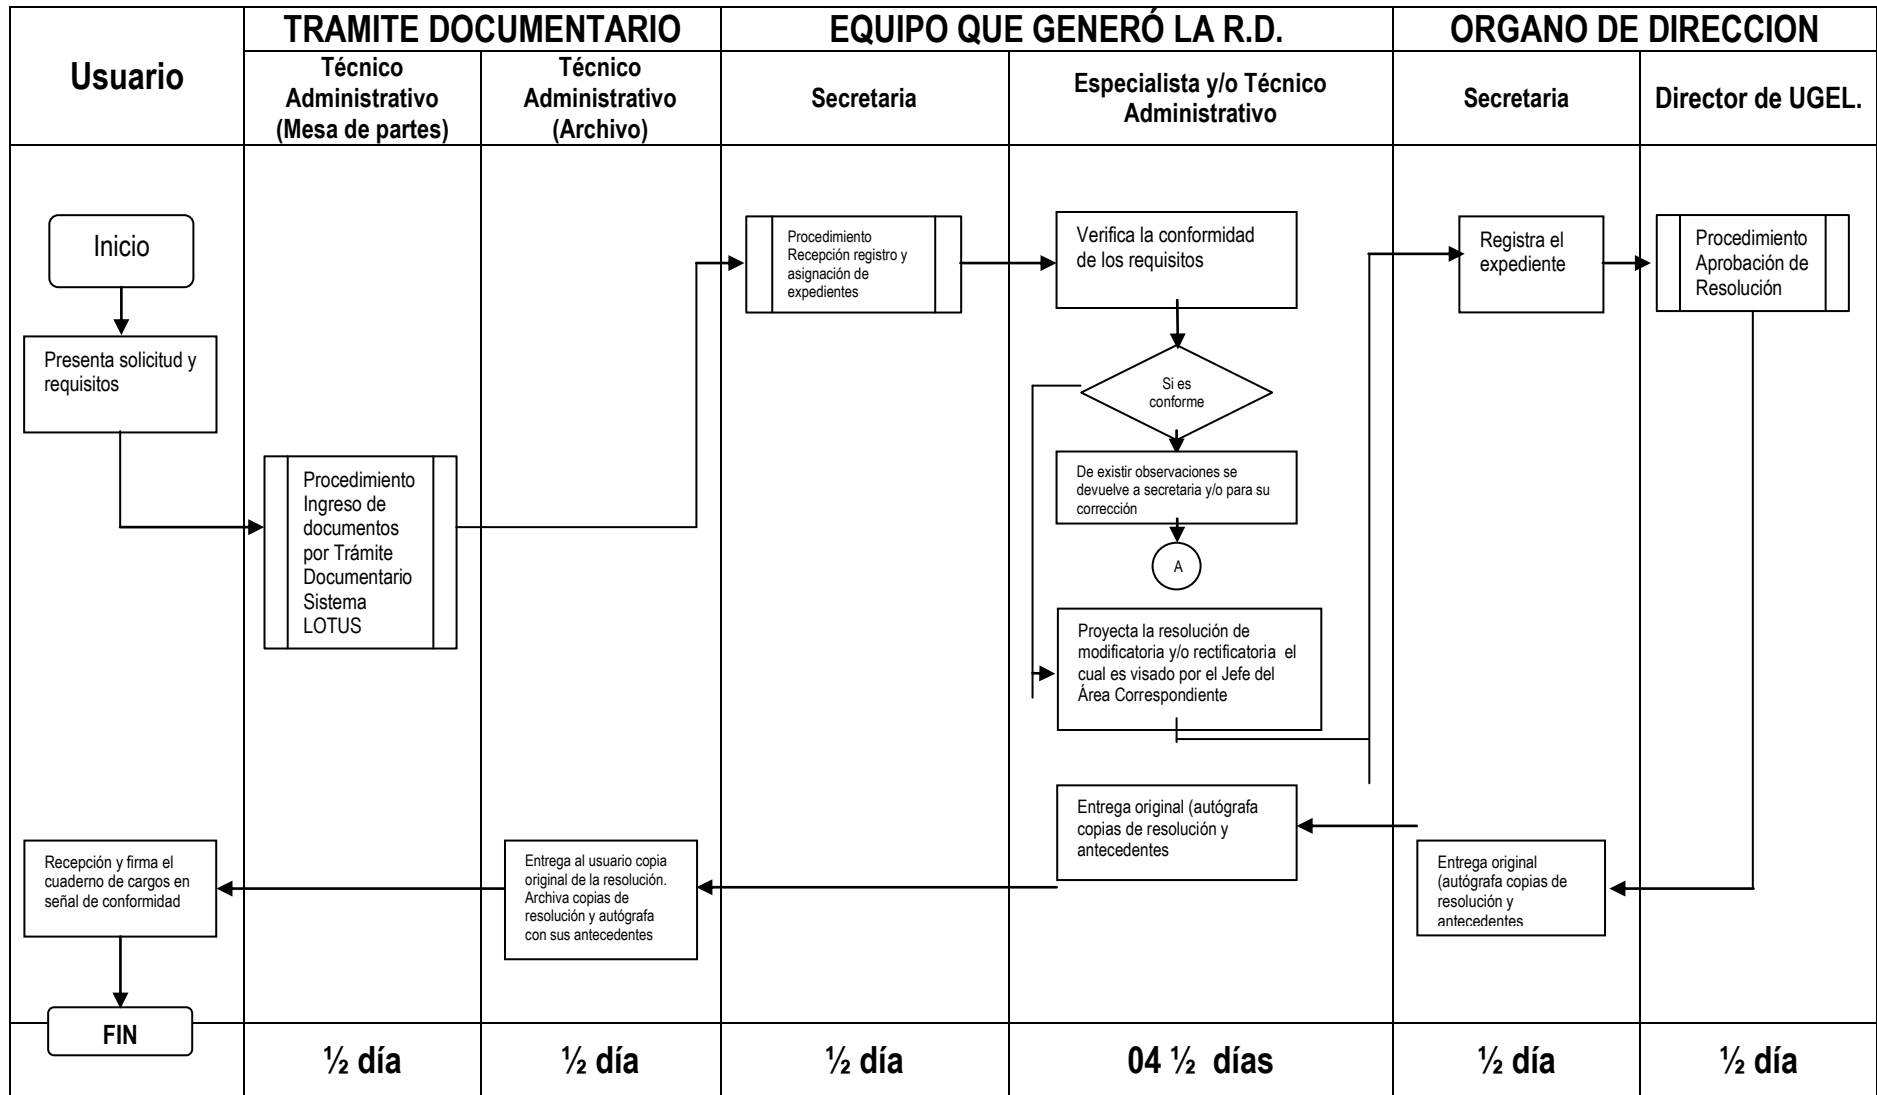 Usuario
TRAMITE DOCUMENTARIO
EQUIPO QUE GENERÓ LA R.D.
ORGANO DE DIRECCION
Técnico
Administrativo
(Mesa de partes)
Técnico
Administrativo
(Archivo)
Secretaria
Especialista y/o Técnico
Administrativo
Secretaria
Director de UGEL.
Inicio
Presenta solicitud y
requisitos
Procedimiento
Ingreso de
documentos
por Trámite
Documentario
Sistema
LOTUS
Procedimiento
Recepción registro y
asignación de
expedientes
Verifica la conformidad
de los requisitos
Si es
conforme
De existir observaciones se
devuelve a secretaria y/o para su
corrección
A
Proyecta la resolución de
modificatoria y/o rectificatoria el
cual es visado por el Jefe del
Área Correspondiente
Registra el
expediente
Procedimiento
Aprobación de
Resolución
Entrega original
(autógrafa copias de
resolución y
antecedentes
Entrega original (autógrafa
copias de resolución y
antecedentes
Entrega al usuario copia
original de la resolución.
Archiva copias de
resolución y autógrafa
con sus antecedentes
Recepción y firma el
cuaderno de cargos en
señal de conformidad
FIN
½ día
½ día
½ día
04 ½ días
½ día
½ día